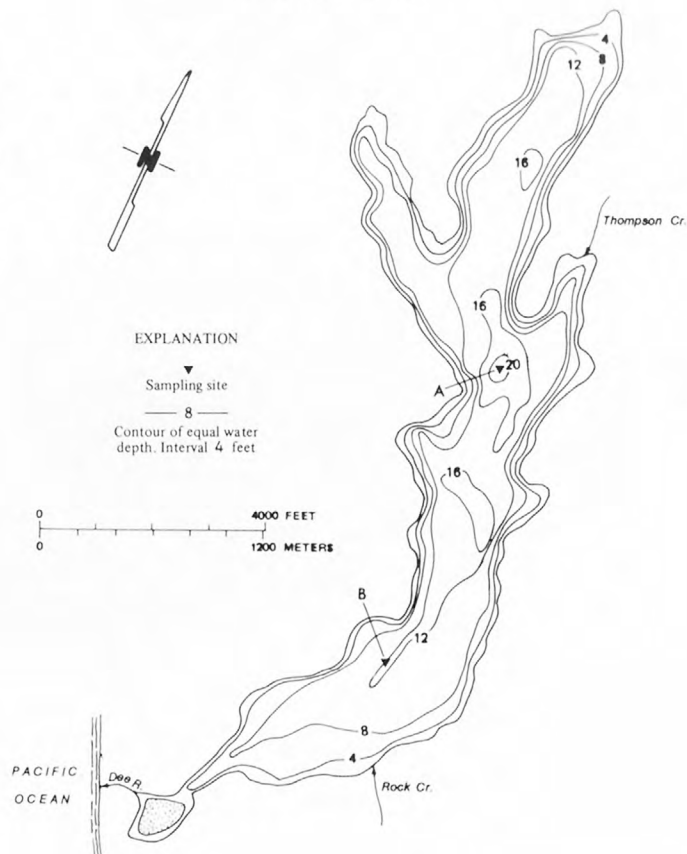 4
8
12
16
N
Thompson Cr.
16
EXPLANATION
20
A
Sampling site
8
Contour of equal water
depth. Interval 4 feet
16
0 4000 FEET
0 1200 METERS
B
12
8
4
PACIFIC
OCEAN
Dee R.
Rock Cr.